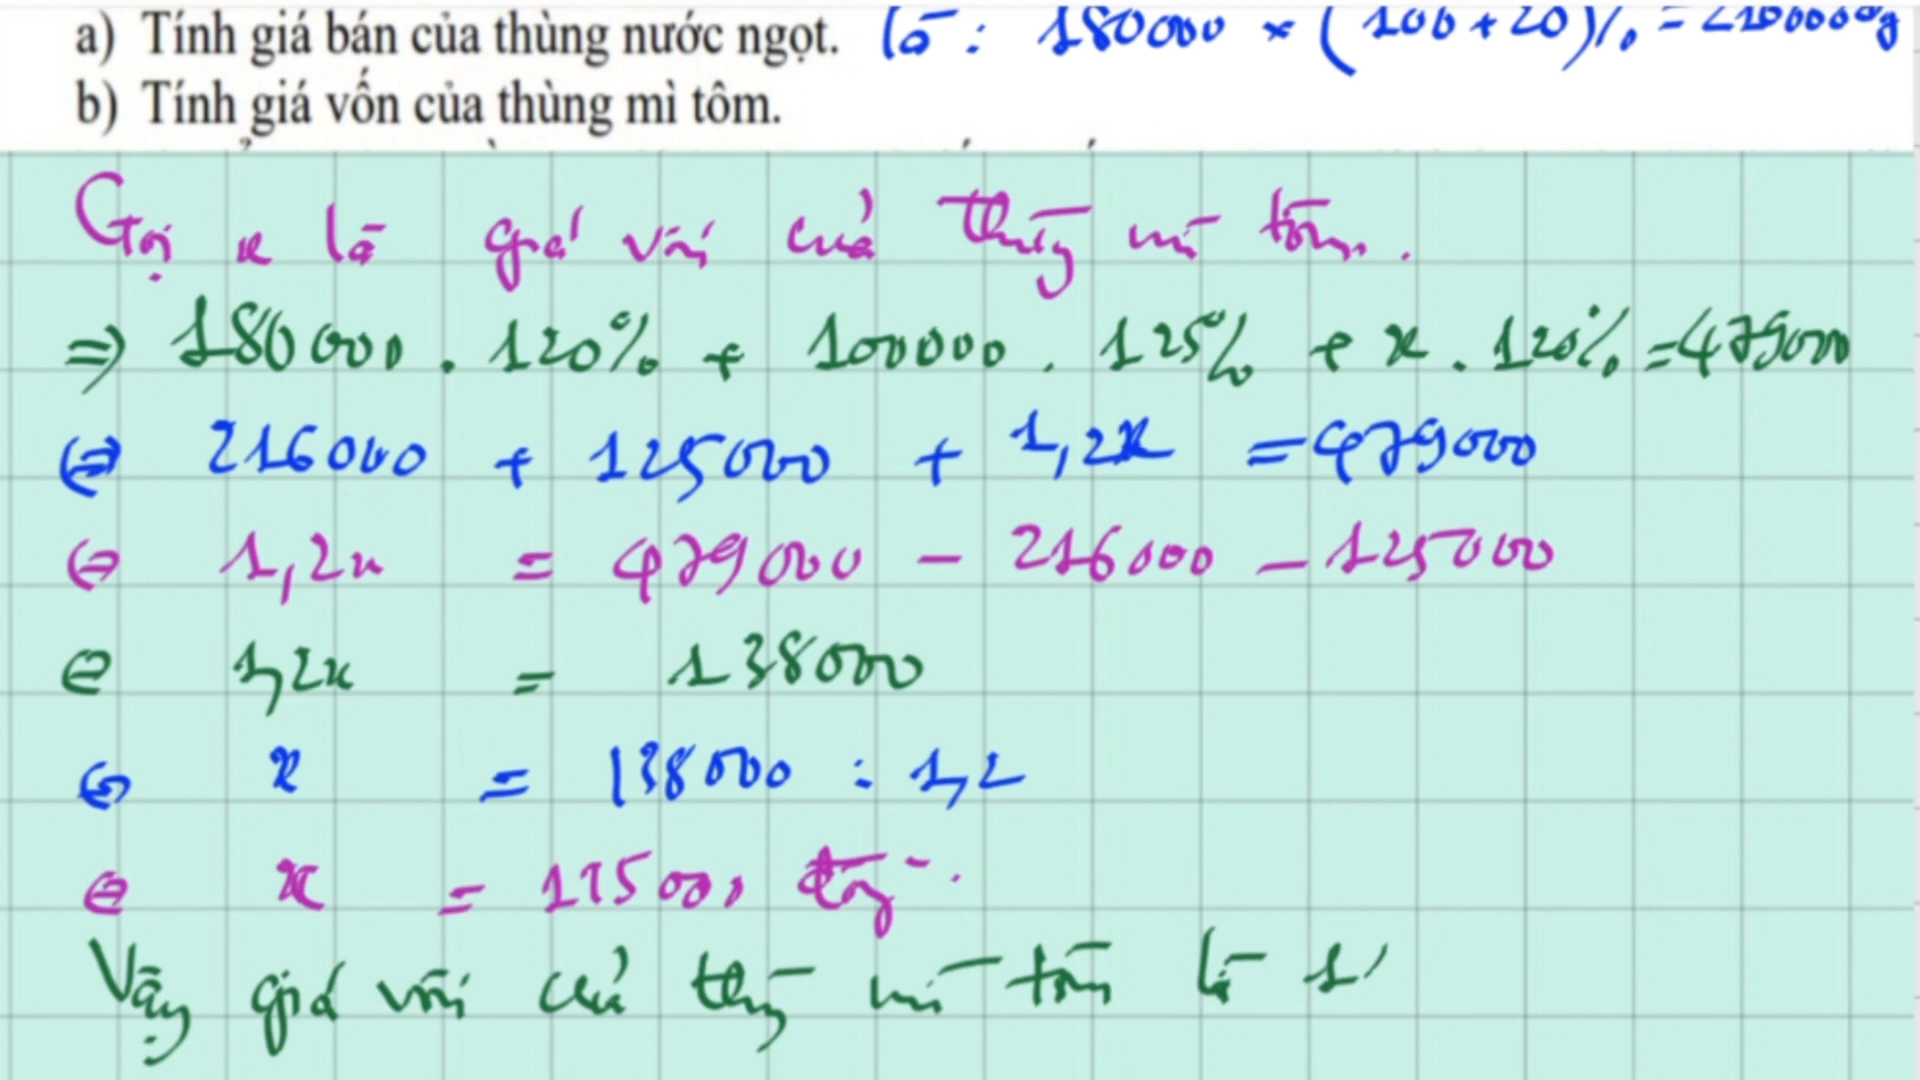 a) Tính giá bán của thùng nước ngọt. là : 180000 × (100+20)% = 216000đg
b) Tính giá vốn của thùng mì tôm.
Gọi x là giá vốn của thùng mì tôm.
=> 180000 . 120% + 100000 . 125% + x . 120% = 479000
⇔ 216000 + 125000 + 1,2x = 479000
⇔ 1,2x = 479000 - 216000 - 125000
⇔ 1,2x = 138000
⇔ x = 138000 : 1,2
⇔ x = 115000 đồng.
Vậy giá vốn của thùng mì tôm là 11